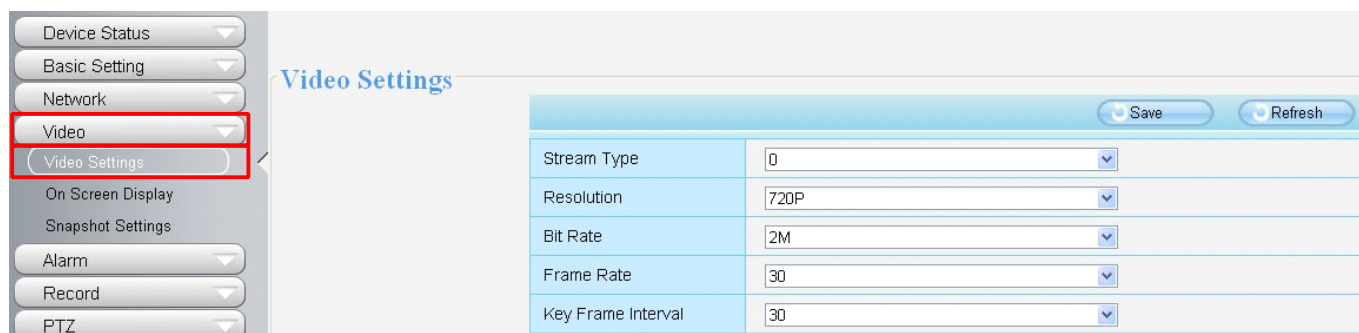 Device Status
Basic Setting
Network
Video
Video Settings
On Screen Display
Snapshot Settings
Alarm
Record
PTZ
Video Settings
Save Refresh
Stream Type 0
Resolution 720P
Bit Rate 2M
Frame Rate 30
Key Frame Interval 30